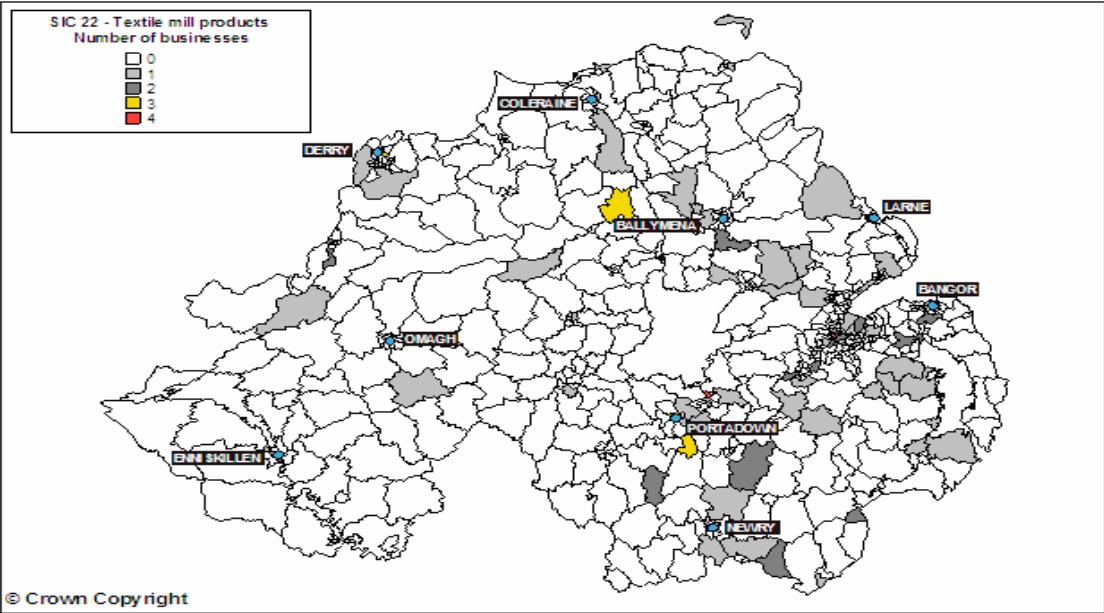 SIC 22 - Textile mill products
Number of businesses
0
1
2
3
4
COLERAINE
DERRY
LARNE
BALLYMENA
BANGOR
OMAGH
PORTADOWN
ENNISKILLEN
NEWRY
© Crown Copyright